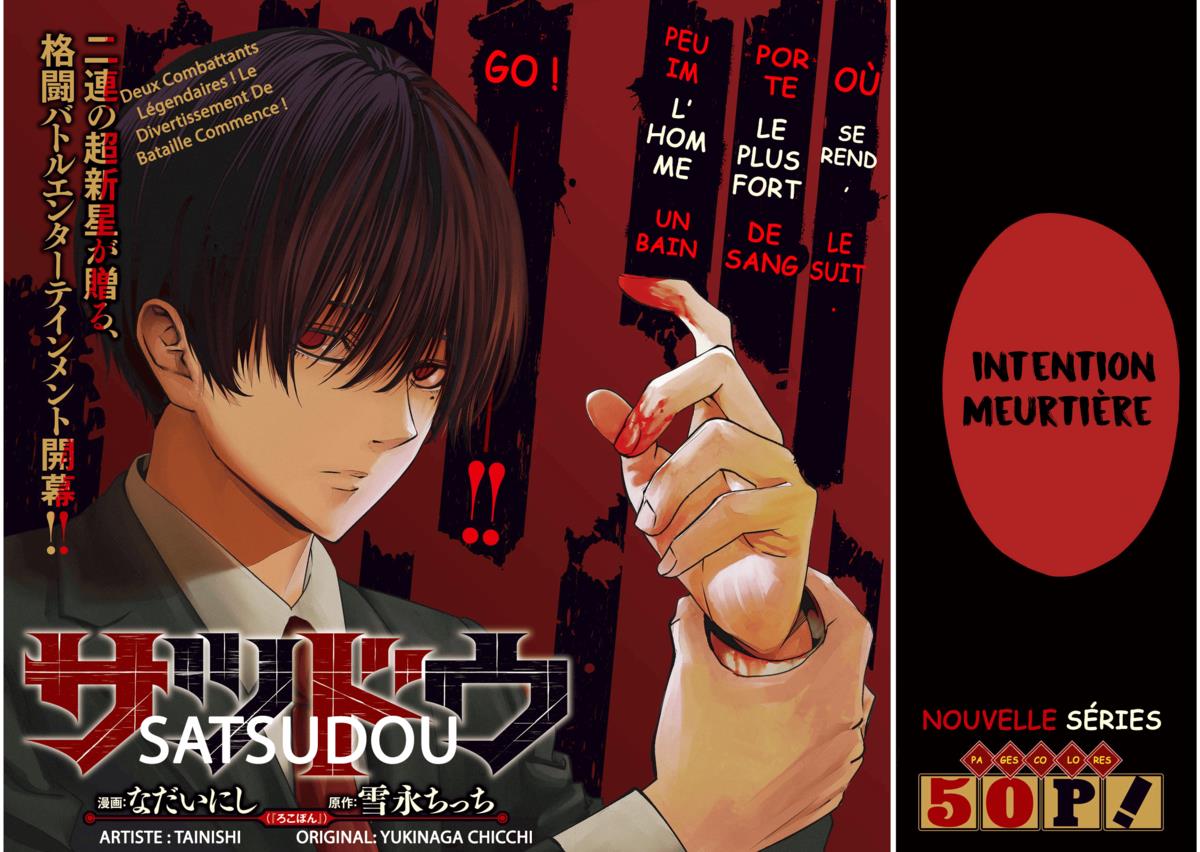 二連の超新星が贈る、
格闘バトルエンターテインメント開幕!!
Deux Combattants
Légendaires ! Le
Divertissement De
Bataille Commence !
GO !
!!
PEU
IM
L'
HOM
ME
UN
BAIN
POR
TE
LE
PLUS
FORT
DE
SANG
OÙ
SE
REND
,
LE
SUIT
.
サツドウ
SATSUDOU
漫画:なだいにし
(『ろこぽん』)
原作:雪永ちっち
ARTISTE : TAINISHI
ORIGINAL: YUKINAGA CHICCHI
INTENTION
MEURTIÈRE
NOUVELLE SÉRIES
PA GES CO LO RES
50P!